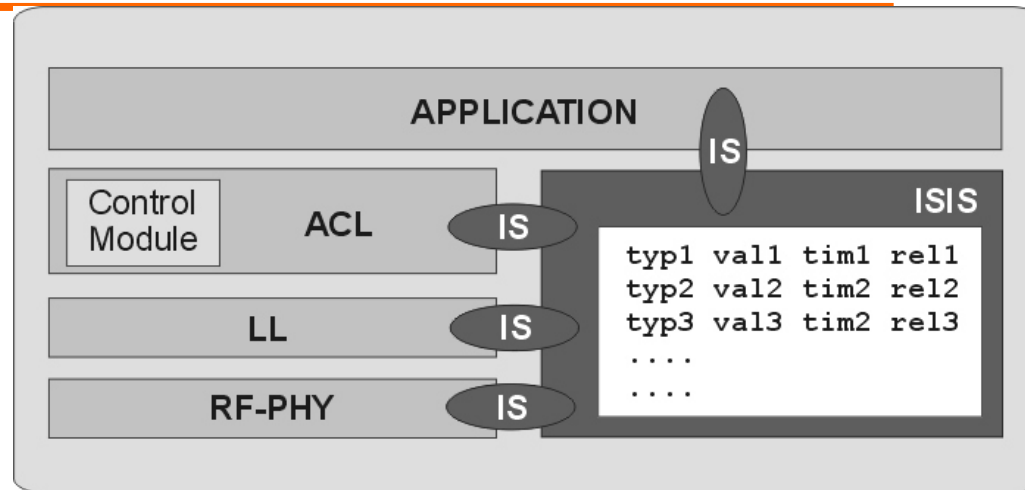 APPLICATION
IS
ISIS
Control
Module
ACL
IS
typ1 val1 tim1 rel1
typ2 val2 tim2 rel2
typ3 val3 tim2 rel3
....
....
LL
IS
RF-PHY
IS